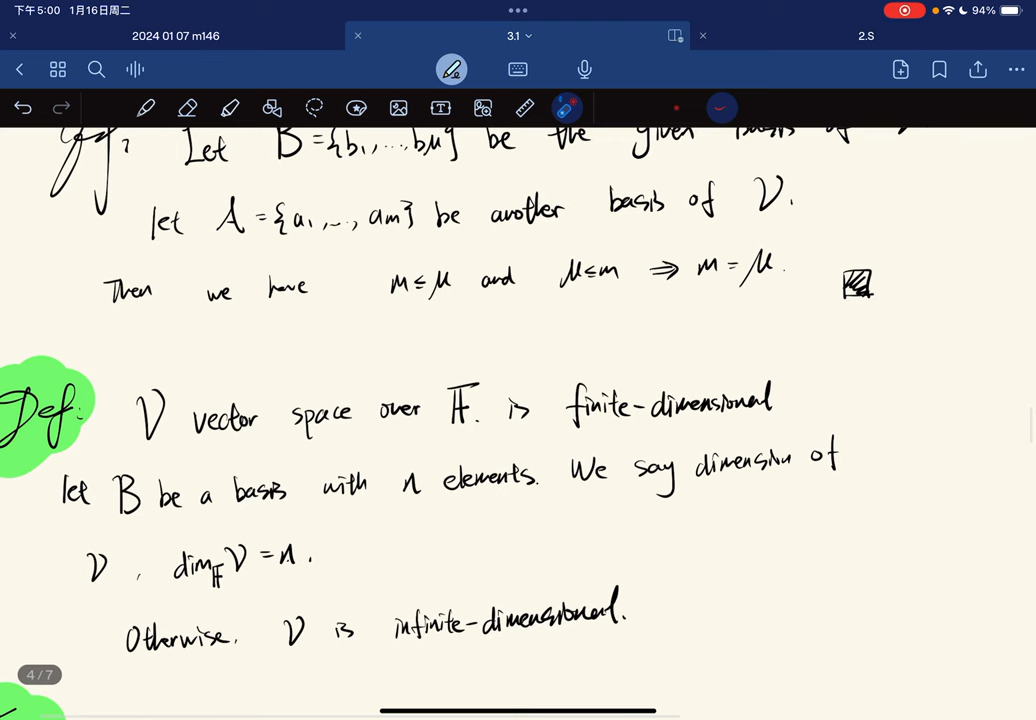 下午5:00 1月16日周二
94%
2024 01 07 m146
3.1
2.S
Let B = {b1, ..., bn} be the given basis of
let A = {a1, ..., am} be another basis of V.
Then we have m ≤ n and n ≤ m ⇒ m = n.
Def: V vector space over F. is finite-dimensional
let B be a basis with n elements. We say dimension of
V, dim_F V = n.
Otherwise. V is infinite-dimensional.
4 / 7